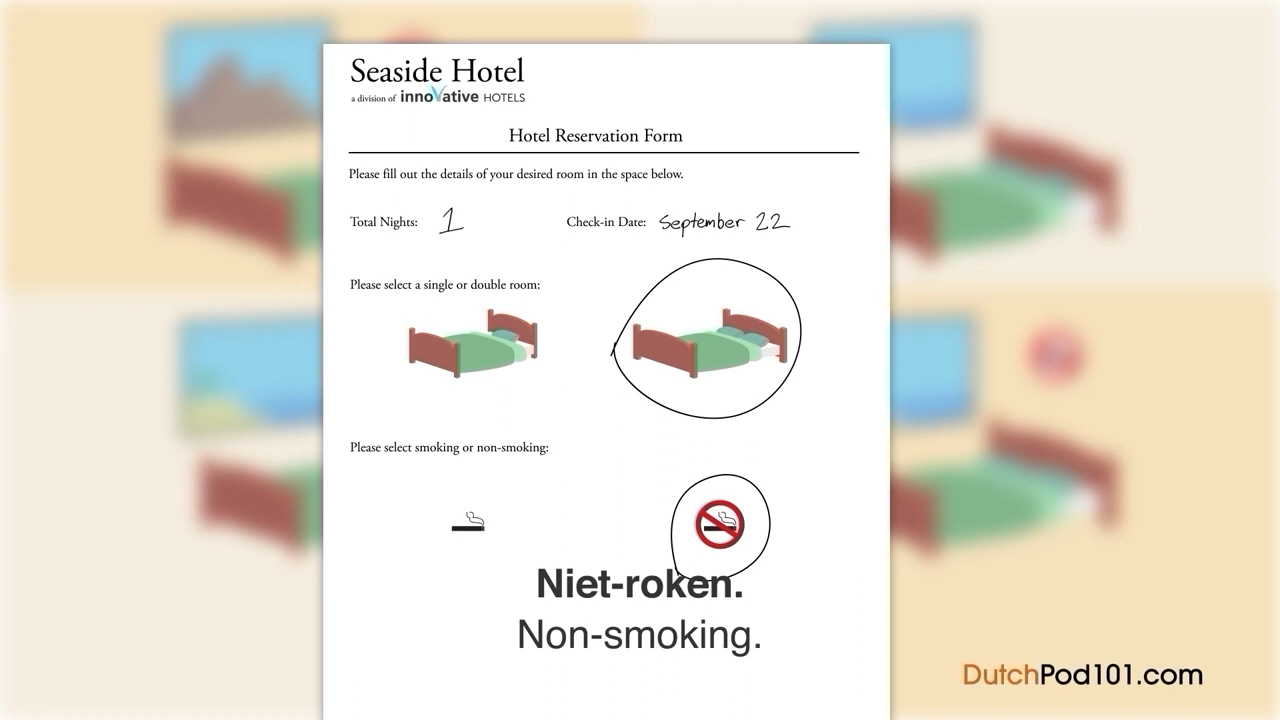 Seaside Hotel
a division of innoVative HOTELS
Hotel Reservation Form
Please fill out the details of your desired room in the space below.
Total Nights: 1 Check-in Date: September 22
Please select a single or double room:
Please select smoking or non-smoking:
Niet-roken.
Non-smoking.
DutchPod101.com